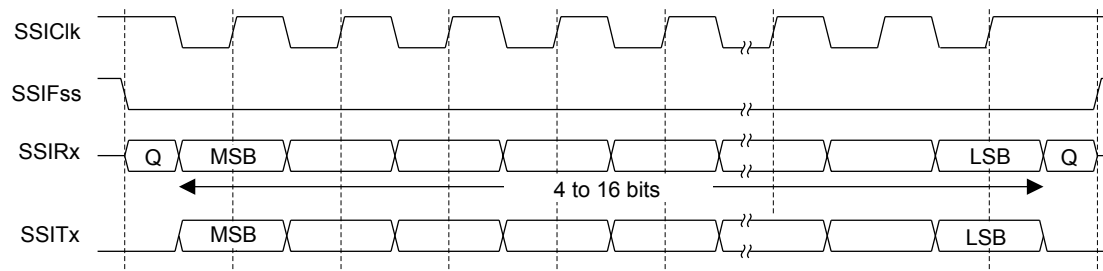 SSIClk
SSIFss
SSIRx Q MSB LSB Q
4 to 16 bits
SSITx MSB LSB